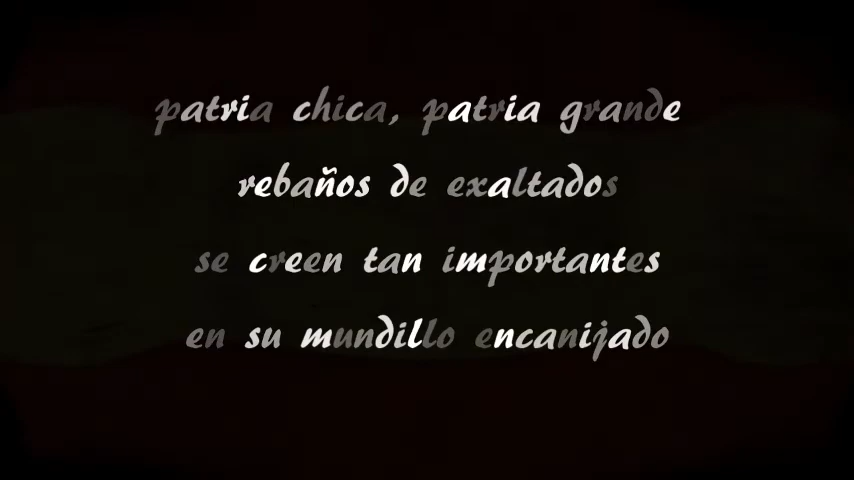 patria chica, patria grande
rebaños de exaltados
se creen tan importantes
en su mundillo encanijado